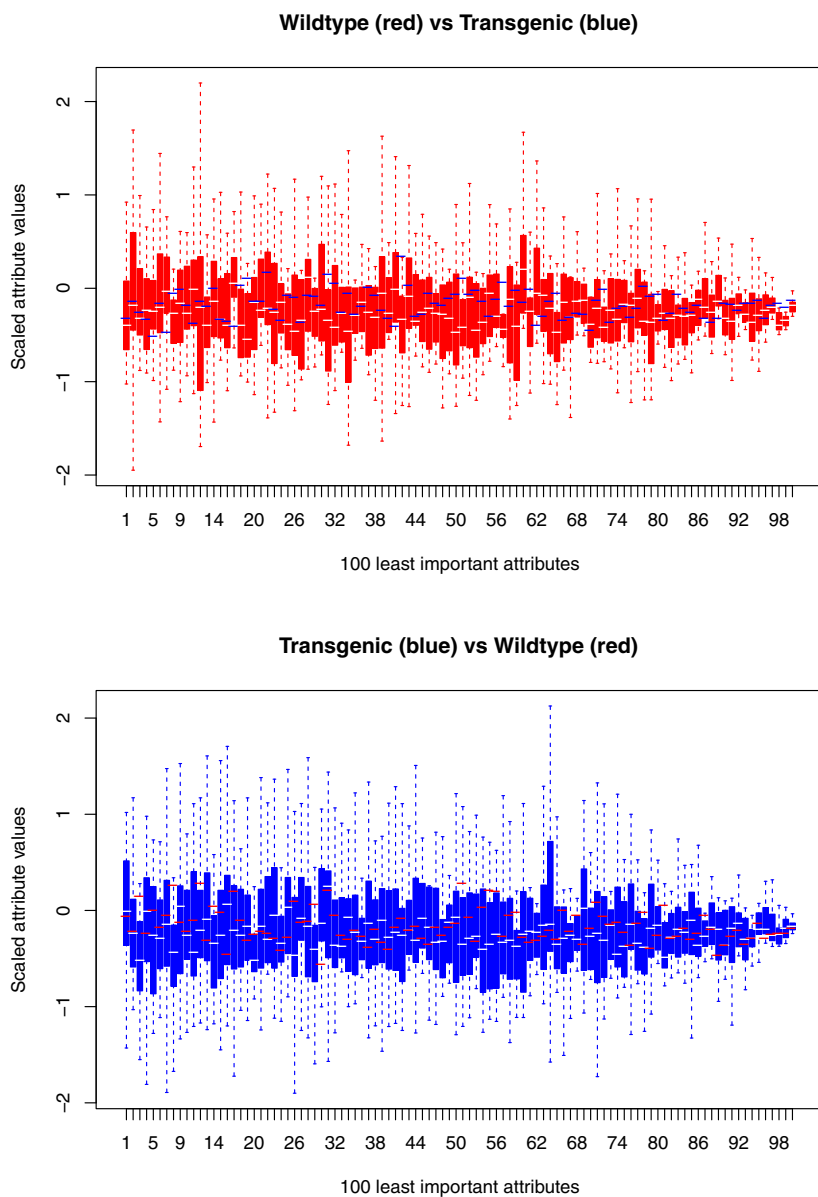 Wildtype (red) vs Transgenic (blue)
Scaled attribute values
2
1
0
−1
−2
1 5 9 14 20 26 32 38 44 50 56 62 68 74 80 86 92 98
100 least important attributes
Transgenic (blue) vs Wildtype (red)
Scaled attribute values
2
1
0
−1
−2
1 5 9 14 20 26 32 38 44 50 56 62 68 74 80 86 92 98
100 least important attributes